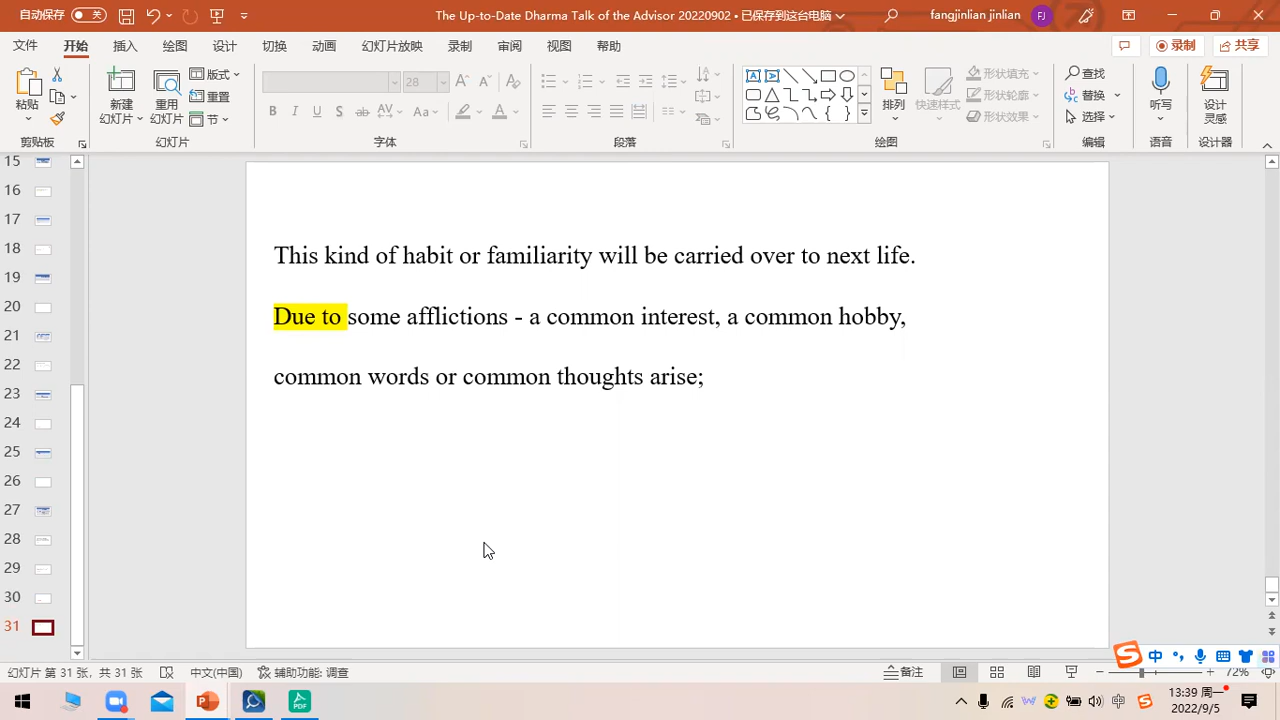 自动保存 关 The Up-to-Date Dharma Talk of the Advisor 20220902 • 已保存到这台电脑 fangjinlian jinlian FJ
文件 开始 插入 绘图 设计 切换 动画 幻灯片放映 录制 审阅 视图 帮助 录制 共享
粘贴 新建 幻灯片 重用 幻灯片 版式 重置 节 28 排列 快速样式 形状填充 形状轮廓 形状效果 查找 替换 选择 听写 设计 灵感
剪贴板 幻灯片 字体 段落 绘图 编辑 语音 设计器
15
16
17
18
19
20
21
22
23
24
25
26
27
28
29
30
31
This kind of habit or familiarity will be carried over to next life.
Due to some afflictions - a common interest, a common hobby,
common words or common thoughts arise;
幻灯片 第 31 张，共 31 张 中文(中国) 辅助功能: 调查 备注 72%
中
13:39 周一
2022/9/5